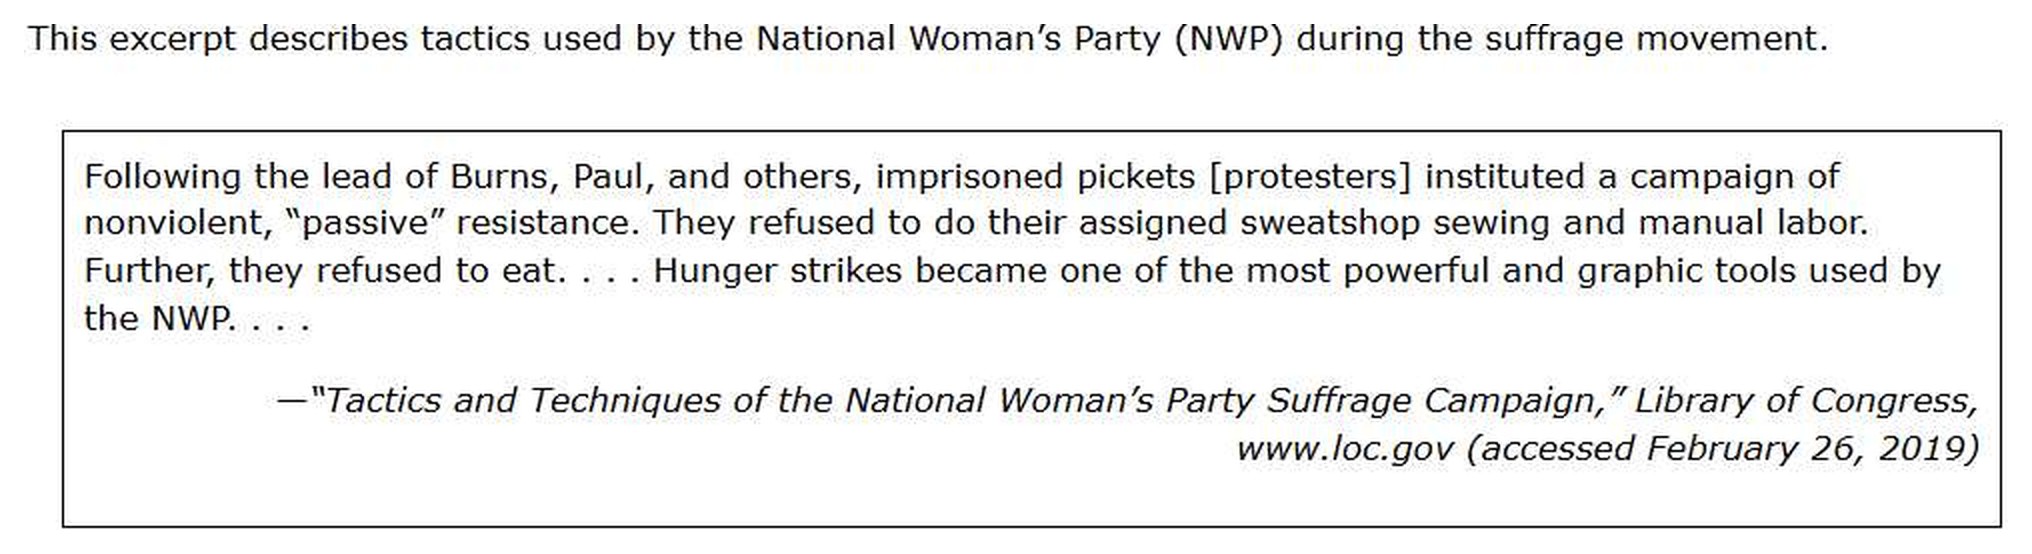 This excerpt describes tactics used by the National Woman’s Party (NWP) during the suffrage movement.
Following the lead of Burns, Paul, and others, imprisoned pickets [protesters] instituted a campaign of
nonviolent, “passive” resistance. They refused to do their assigned sweatshop sewing and manual labor.
Further, they refused to eat. . . . Hunger strikes became one of the most powerful and graphic tools used by
the NWP. . . .
—“Tactics and Techniques of the National Woman’s Party Suffrage Campaign,” Library of Congress,
www.loc.gov (accessed February 26, 2019)